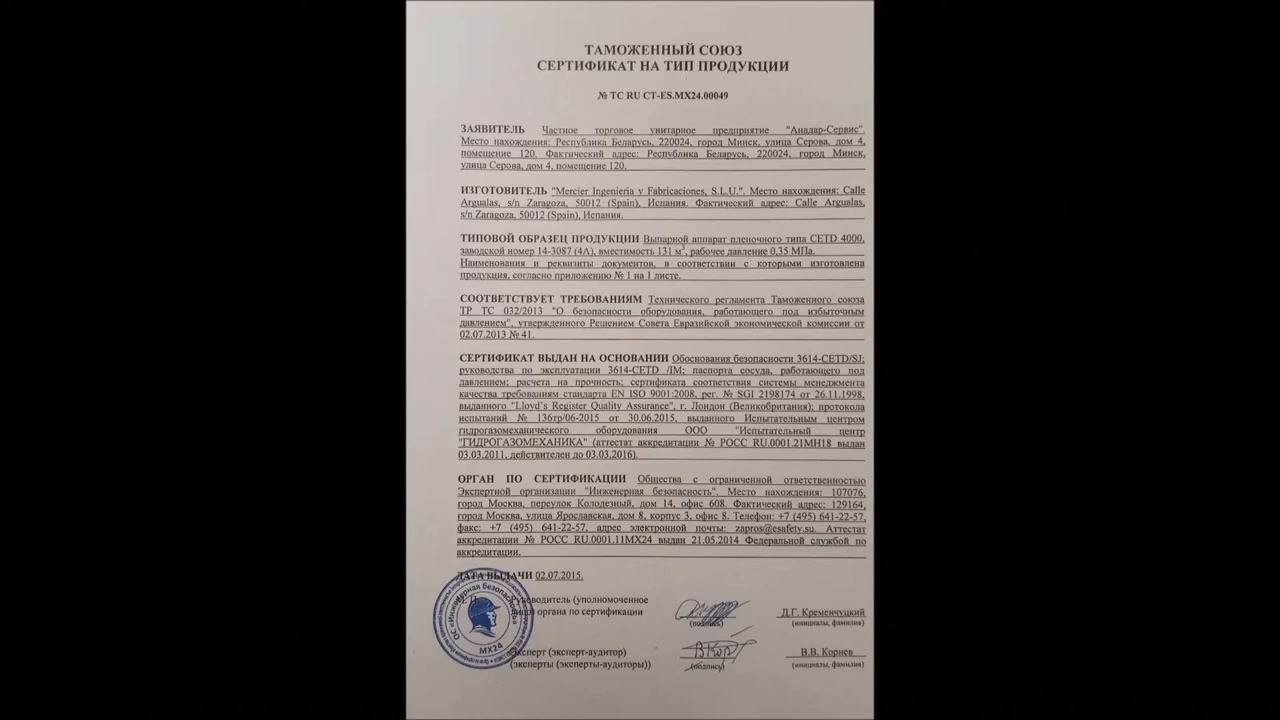 ТАМОЖЕННЫЙ СОЮЗ
СЕРТИФИКАТ НА ТИП ПРОДУКЦИИ
№ ТС RU CT-ES.MX24.00049
ЗАЯВИТЕЛЬ Частное торговое унитарное предприятие "Анадар-Сервис".
Место нахождения: Республика Беларусь, 220024, город Минск, улица Серова, дом 4,
помещение 120. Фактический адрес: Республика Беларусь, 220024, город Минск,
улица Серова, дом 4, помещение 120.
ИЗГОТОВИТЕЛЬ "Mercier Ingenieria y Fabricaciones, S.L.U.". Место нахождения: Calle
Argualas, s/n Zaragoza, 50012 (Spain), Испания. Фактический адрес: Calle Argualas,
s/n Zaragoza, 50012 (Spain), Испания.
ТИПОВОЙ ОБРАЗЕЦ ПРОДУКЦИИ Выпарной аппарат пленочного типа CETD 4000,
заводской номер 14-3087 (4А), вместимость 131 м³, рабочее давление 0,35 МПа.
Наименования и реквизиты документов, в соответствии с которыми изготовлена
продукция, согласно приложению № 1 на 1 листе.
СООТВЕТСТВУЕТ ТРЕБОВАНИЯМ Технического регламента Таможенного союза
ТР ТС 032/2013 "О безопасности оборудования, работающего под избыточным
давлением", утвержденного Решением Совета Евразийской экономической комиссии от
02.07.2013 № 41.
СЕРТИФИКАТ ВЫДАН НА ОСНОВАНИИ Обоснования безопасности 3614-CETD/SJ;
руководства по эксплуатации 3614-CETD /IM; паспорта сосуда, работающего под
давлением; расчета на прочность; сертификата соответствия системы менеджмента
качества требованиям стандарта EN ISO 9001:2008, рег. № SGI 2198174 от 26.11.1998,
выданного "Lloyd's Register Quality Assurance", г. Лондон (Великобритания); протокола
испытаний № 136тр/06-2015 от 30.06.2015, выданного Испытательным центром
гидрогазомеханического оборудования ООО "Испытательный центр
"ГИДРОГАЗОМЕХАНИКА" (аттестат аккредитации № РОСС RU.0001.21МН18 выдан
03.03.2011, действителен до 03.03.2016).
ОРГАН ПО СЕРТИФИКАЦИИ Общества с ограниченной ответственностью
Экспертной организации "Инженерная безопасность". Место нахождения: 107076,
город Москва, переулок Колодезный, дом 14, офис 608. Фактический адрес: 129164,
город Москва, улица Ярославская, дом 8, корпус 3, офис 8. Телефон: +7 (495) 641-22-57,
факс: +7 (495) 641-22-57, адрес электронной почты: zapros@esafety.su. Аттестат
аккредитации № РОСС RU.0001.11МХ24 выдан 21.05.2014 Федеральной службой по
аккредитации.
ДАТА ВЫДАЧИ 02.07.2015.
Руководитель (уполномоченное
лицо) органа по сертификации
(подпись)
Д.Г. Кременчуцкий
(инициалы, фамилия)
ОС «Инженерная безопасность»
МХ24
Эксперт (эксперт-аудитор)
(эксперты (эксперты-аудиторы))
(подпись)
В.В. Корнев
(инициалы, фамилия)